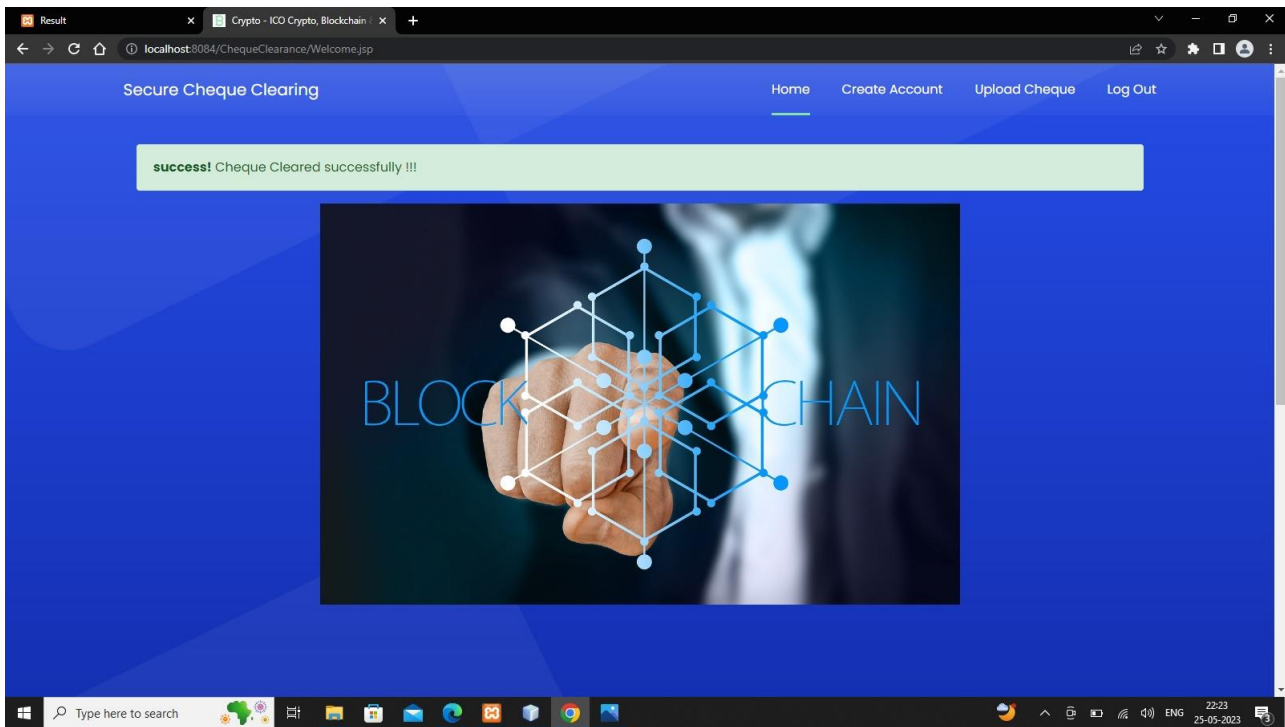 Result
Crypto - ICO Crypto, Blockchain &
localhost:8084/ChequeClearance/Welcome.jsp
Secure Cheque Clearing
Home Create Account Upload Cheque Log Out
success! Cheque Cleared successfully !!!
BLOCK CHAIN
Type here to search
ENG
22:23
25-05-2023